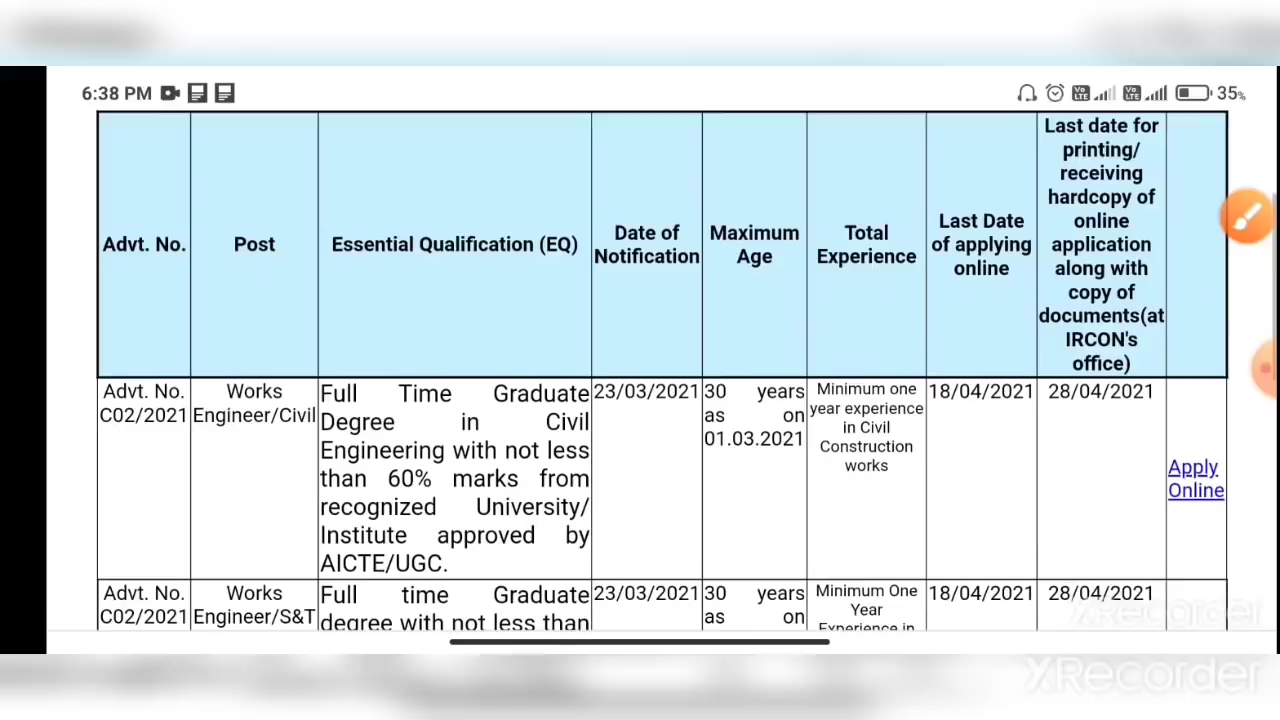 6:38 PM
35%
Advt. No.
Post
Essential Qualification (EQ)
Date of
Notification
Maximum
Age
Total
Experience
Last Date
of applying
online
Last date for
printing/
receiving
hardcopy of
online
application
along with
copy of
documents(at
IRCON's
office)
Advt. No.
C02/2021
Works
Engineer/Civil
Full Time Graduate
Degree in Civil
Engineering with not less
than 60% marks from
recognized University/
Institute approved by
AICTE/UGC.
23/03/2021
30 years
as on
01.03.2021
Minimum one
year experience
in Civil
Construction
works
18/04/2021
28/04/2021
Apply
Online
Advt. No.
C02/2021
Works
Engineer/S&T
Full time Graduate
degree with not less than
23/03/2021
30 years
as on
Minimum One
Year
Experience in
18/04/2021
28/04/2021
XRecorder
XRecorder